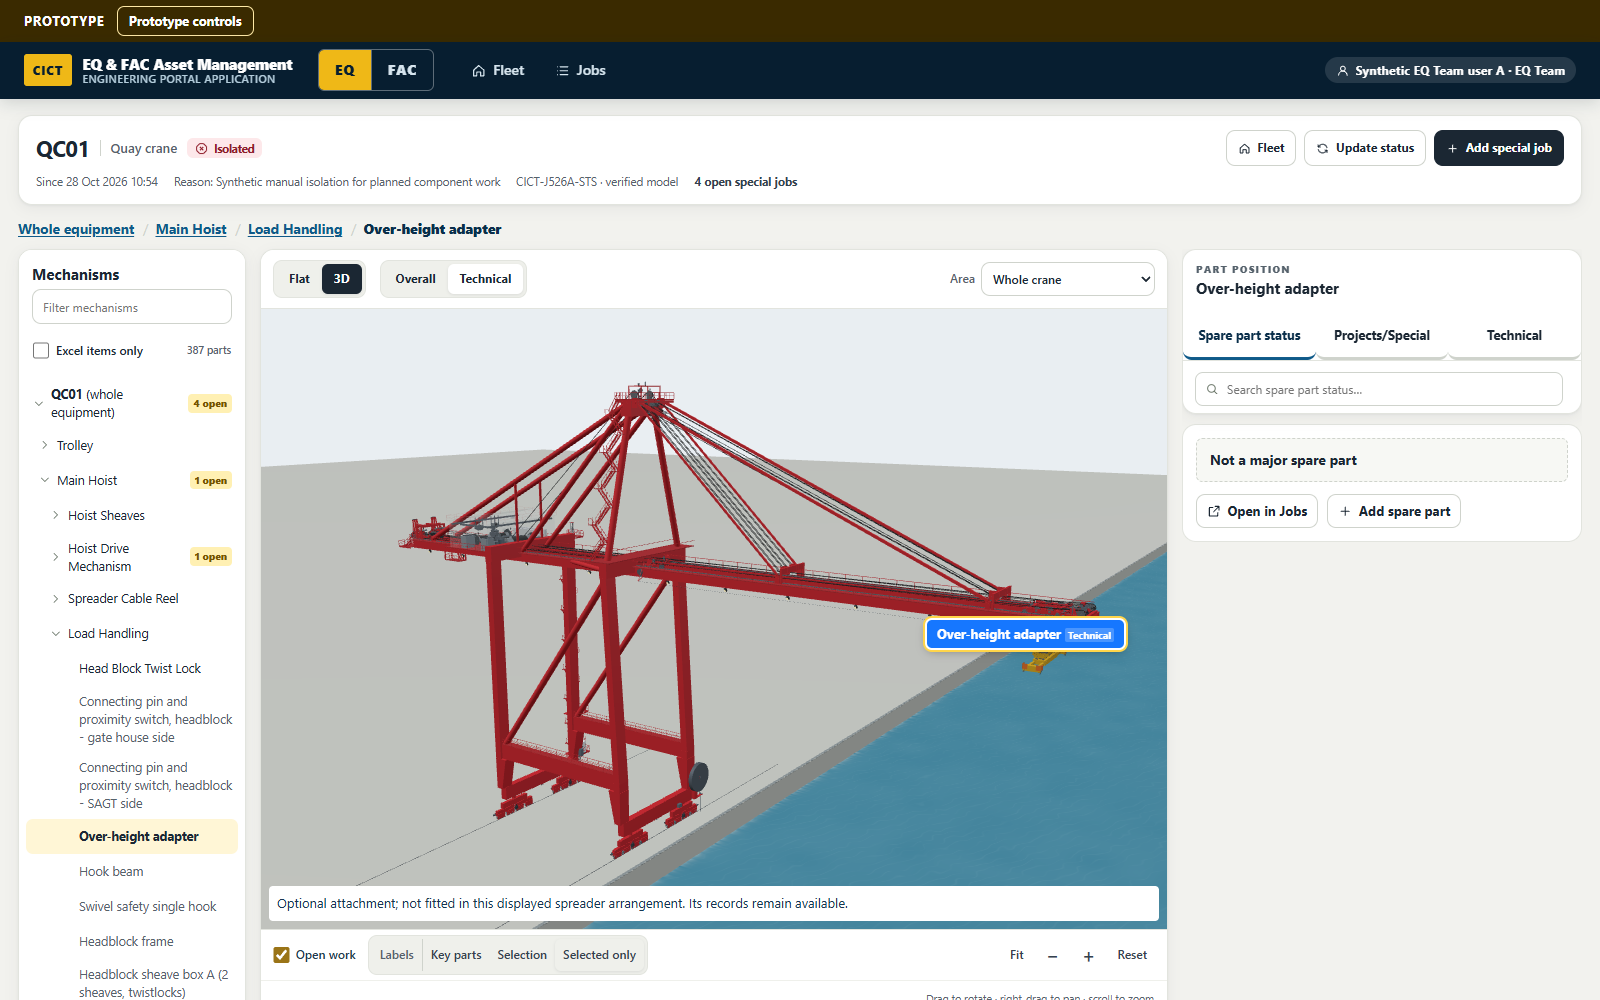 PROTOTYPE Prototype controls
CICT EQ & FAC Asset Management
ENGINEERING PORTAL APPLICATION
EQ FAC Fleet Jobs
Synthetic EQ Team user A · EQ Team
QC01 Quay crane Isolated
Fleet Update status + Add special job
Since 28 Oct 2026 10:54 Reason: Synthetic manual isolation for planned component work CICT-J526A-STS · verified model 4 open special jobs
Whole equipment / Main Hoist / Load Handling / Over-height adapter
Mechanisms
Filter mechanisms
Excel items only 387 parts
QC01 (whole
equipment) 4 open
Trolley
Main Hoist 1 open
Hoist Sheaves
Hoist Drive
Mechanism 1 open
Spreader Cable Reel
Load Handling
Head Block Twist Lock
Connecting pin and
proximity switch, headblock
- gate house side
Connecting pin and
proximity switch, headblock
- SAGT side
Over-height adapter
Hook beam
Swivel safety single hook
Headblock frame
Headblock sheave box A (2
sheaves, twistlocks)
Flat 3D Overall Technical
Area Whole crane
Over-height adapter Technical
Optional attachment; not fitted in this displayed spreader arrangement. Its records remain available.
Open work Labels Key parts Selection Selected only
Fit − + Reset
Drag to rotate · right-drag to pan · scroll to zoom
PART POSITION
Over-height adapter
Spare part status Projects/Special Technical
Search spare part status...
Not a major spare part
Open in Jobs + Add spare part